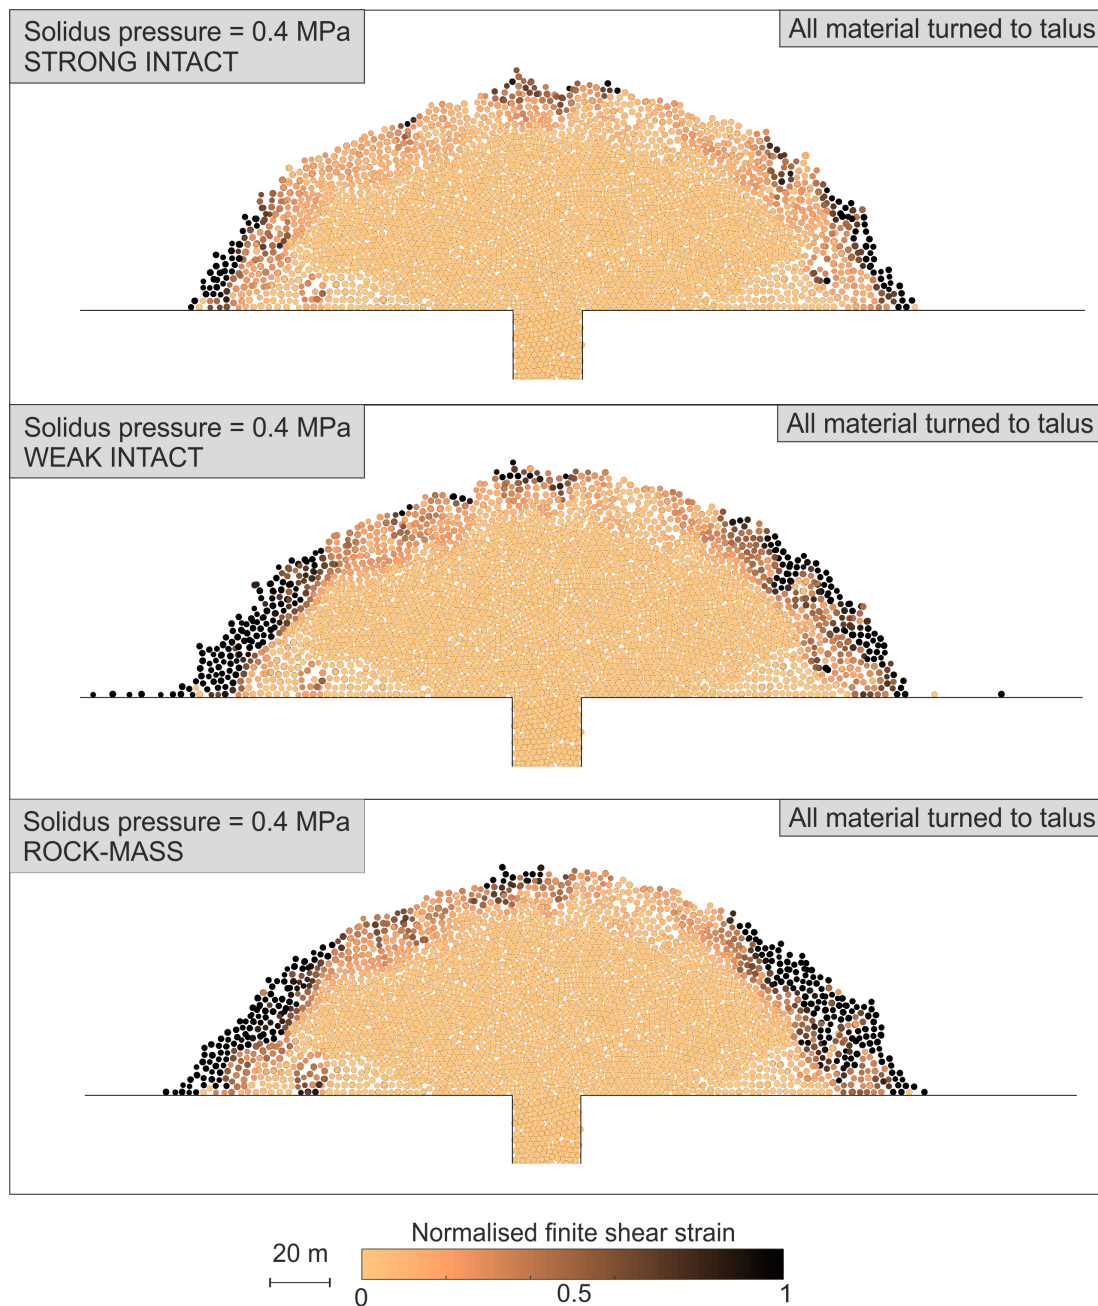 Solidus pressure = 0.4 MPa
STRONG INTACT
All material turned to talus
Solidus pressure = 0.4 MPa
WEAK INTACT
All material turned to talus
Solidus pressure = 0.4 MPa
ROCK-MASS
All material turned to talus
Normalised finite shear strain
20 m
0
0.5
1